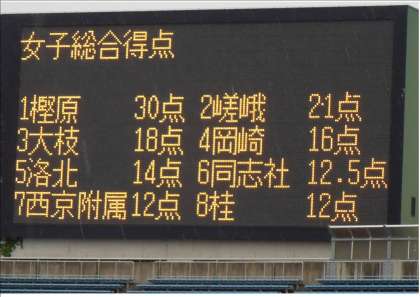 女子総合得点
1樫原 30点 2嵯峨 21点
3大枝 18点 4岡崎 16点
5洛北 14点 6同志社 12.5点
7西京附属 12点 8桂 12点